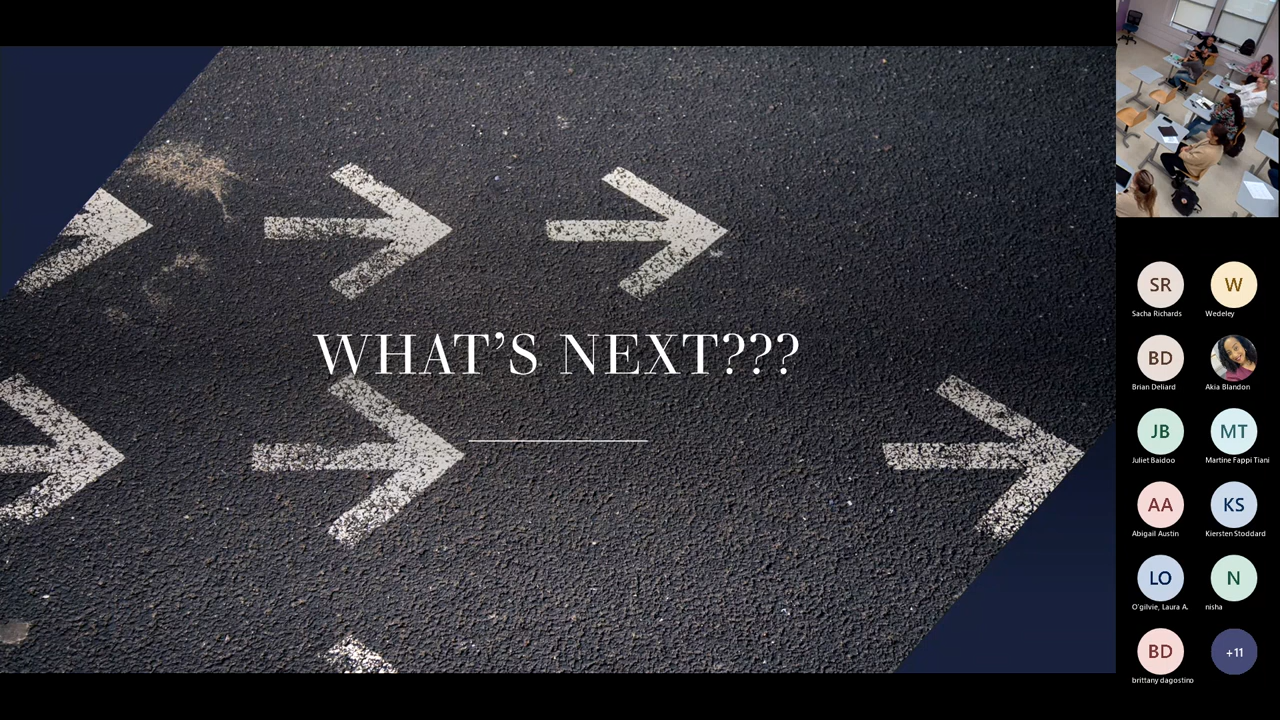 WHAT'S NEXT???
SR
W
Sacha Richards
Wedeley
BD
Brian Deliard
Akia Blandon
JB
MT
Juliet Baidoo
Martine Fappi Tiani
AA
KS
Abigail Austin
Kiersten Stoddard
LO
N
O'gilvie, Laura A.
nisha
BD
+11
brittany dagostino